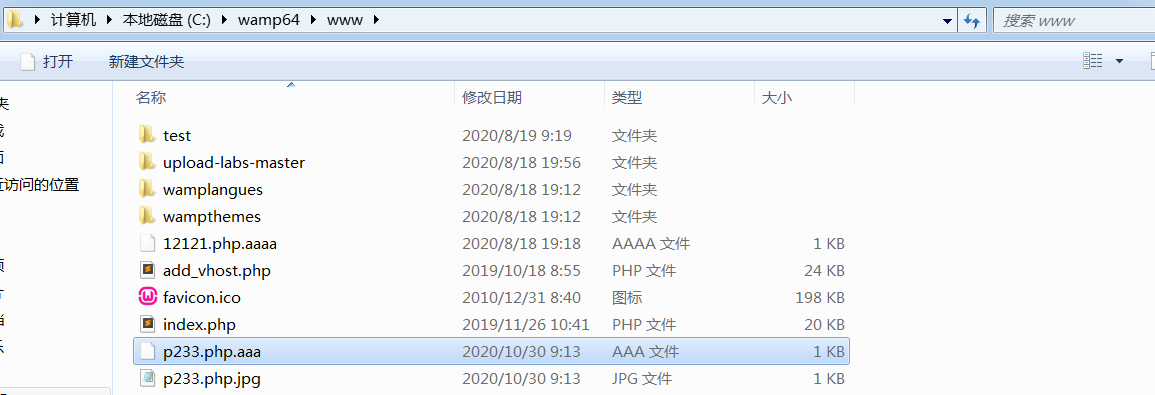 计算机 本地磁盘 (C:) wamp64 www 搜索 www
打开 新建文件夹
名称 修改日期 类型 大小
test 2020/8/19 9:19 文件夹
upload-labs-master 2020/8/18 19:56 文件夹
近访问的位置 wamplangues 2020/8/18 19:12 文件夹
wampthemes 2020/8/18 19:12 文件夹
12121.php.aaaa 2020/8/18 19:18 AAAA 文件 1 KB
add_vhost.php 2019/10/18 8:55 PHP 文件 24 KB
favicon.ico 2010/12/31 8:40 图标 198 KB
index.php 2019/11/26 10:41 PHP 文件 20 KB
p233.php.aaa 2020/10/30 9:13 AAA 文件 1 KB
p233.php.jpg 2020/10/30 9:13 JPG 文件 1 KB